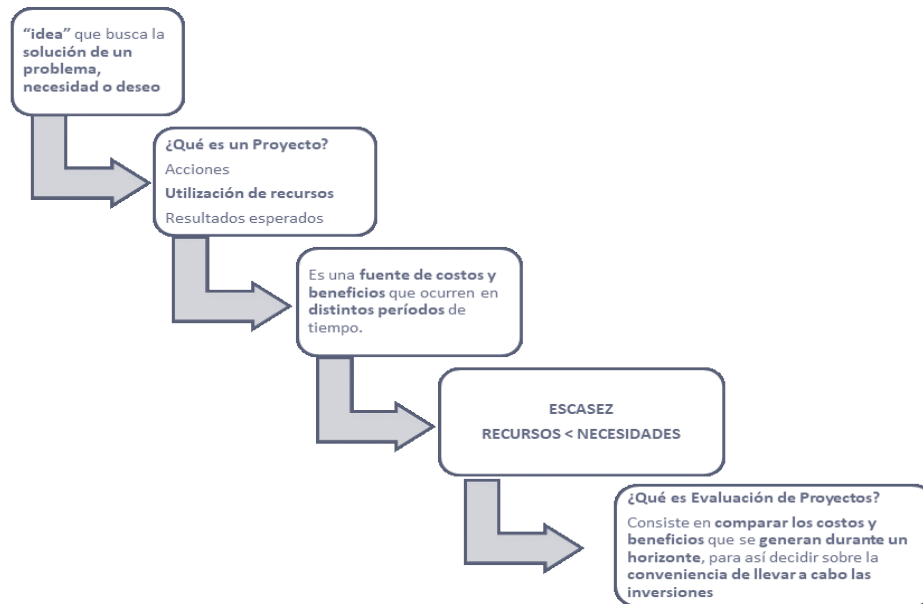 “idea” que busca la
solución de un
problema,
necesidad o deseo
¿Qué es un Proyecto?
Acciones
Utilización de recursos
Resultados esperados
Es una fuente de costos y
beneficios que ocurren en
distintos períodos de
tiempo.
ESCASEZ
RECURSOS < NECESIDADES
¿Qué es Evaluación de Proyectos?
Consiste en comparar los costos y
beneficios que se generan durante un
horizonte, para así decidir sobre la
conveniencia de llevar a cabo las
inversiones